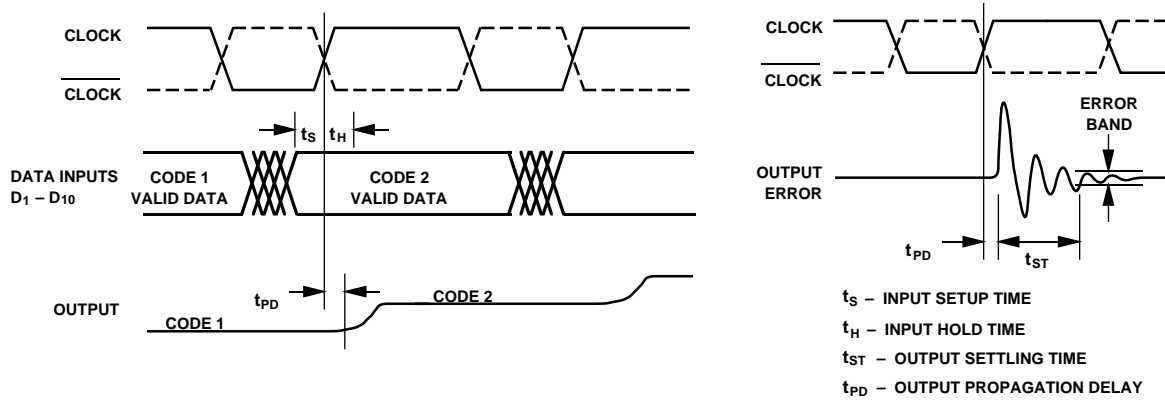 CLOCK
CLOCK
tS tH
DATA INPUTS
D1 – D10
CODE 1
VALID DATA
CODE 2
VALID DATA
tPD
OUTPUT
CODE 1
CODE 2
CLOCK
CLOCK
ERROR
BAND
OUTPUT
ERROR
tPD
tST
tS – INPUT SETUP TIME
tH – INPUT HOLD TIME
tST – OUTPUT SETTLING TIME
tPD – OUTPUT PROPAGATION DELAY